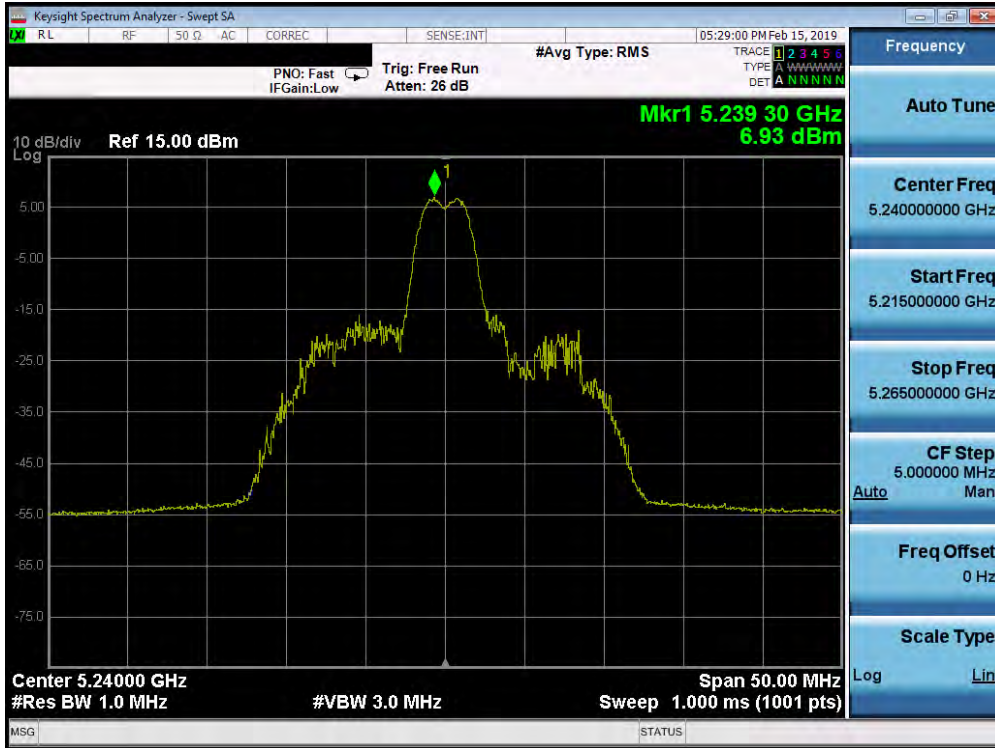 Keysight Spectrum Analyzer - Swept SA
LXI RL RF 50 Ω AC CORREC SENSE:INT 05:29:00 PM Feb 15, 2019
PNO: Fast
IFGain:Low
Trig: Free Run
Atten: 26 dB
#Avg Type: RMS
TRACE 1 2 3 4 5 6
TYPE A WWWWWW
DET A N N N N N
Mkr1 5.239 30 GHz
6.93 dBm
10 dB/div Ref 15.00 dBm
Log
1
5.00
-5.00
-15.0
-25.0
-35.0
-45.0
-55.0
-65.0
-75.0
Center 5.24000 GHz Span 50.00 MHz
#Res BW 1.0 MHz #VBW 3.0 MHz Sweep 1.000 ms (1001 pts)
MSG STATUS
Frequency
Auto Tune
Center Freq
5.240000000 GHz
Start Freq
5.215000000 GHz
Stop Freq
5.265000000 GHz
CF Step
5.000000 MHz
Auto Man
Freq Offset
0 Hz
Scale Type
Log Lin